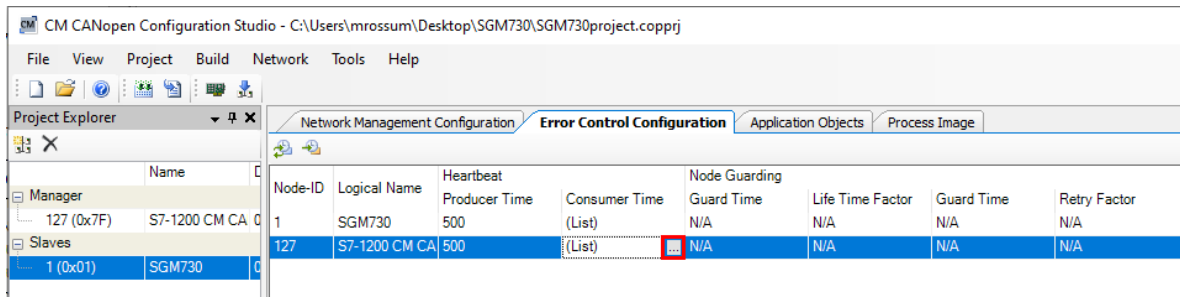 CM CANopen Configuration Studio - C:\Users\mrossum\Desktop\SGM730\SGM730project.copprj
File View Project Build Network Tools Help
Project Explorer
Network Management Configuration Error Control Configuration Application Objects Process Image
Name
Node-ID Logical Name Heartbeat Node Guarding
Producer Time Consumer Time Guard Time Life Time Factor Guard Time Retry Factor
Manager
127 (0x7F) S7-1200 CM CA 0
1 SGM730 500 (List) N/A N/A N/A N/A
Slaves
127 S7-1200 CM CA 500 (List) ... N/A N/A N/A N/A
1 (0x01) SGM730